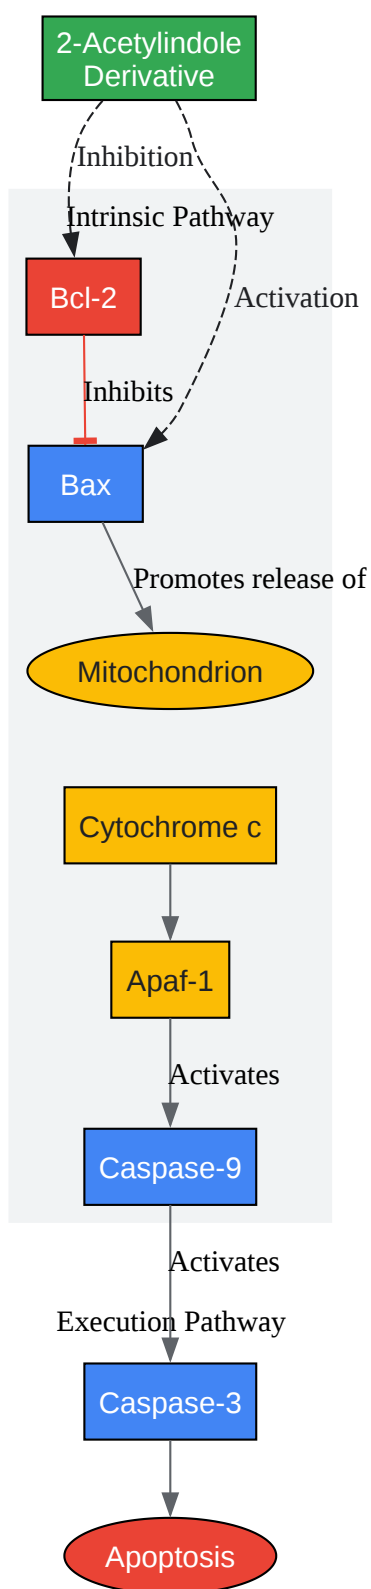 2-Acetylindole
Derivative
Inhibition
Intrinsic Pathway
Bcl-2
Activation
Inhibits
Bax
Promotes release of
Mitochondrion
Cytochrome c
Apaf-1
Activates
Caspase-9
Activates
Execution Pathway
Caspase-3
Apoptosis